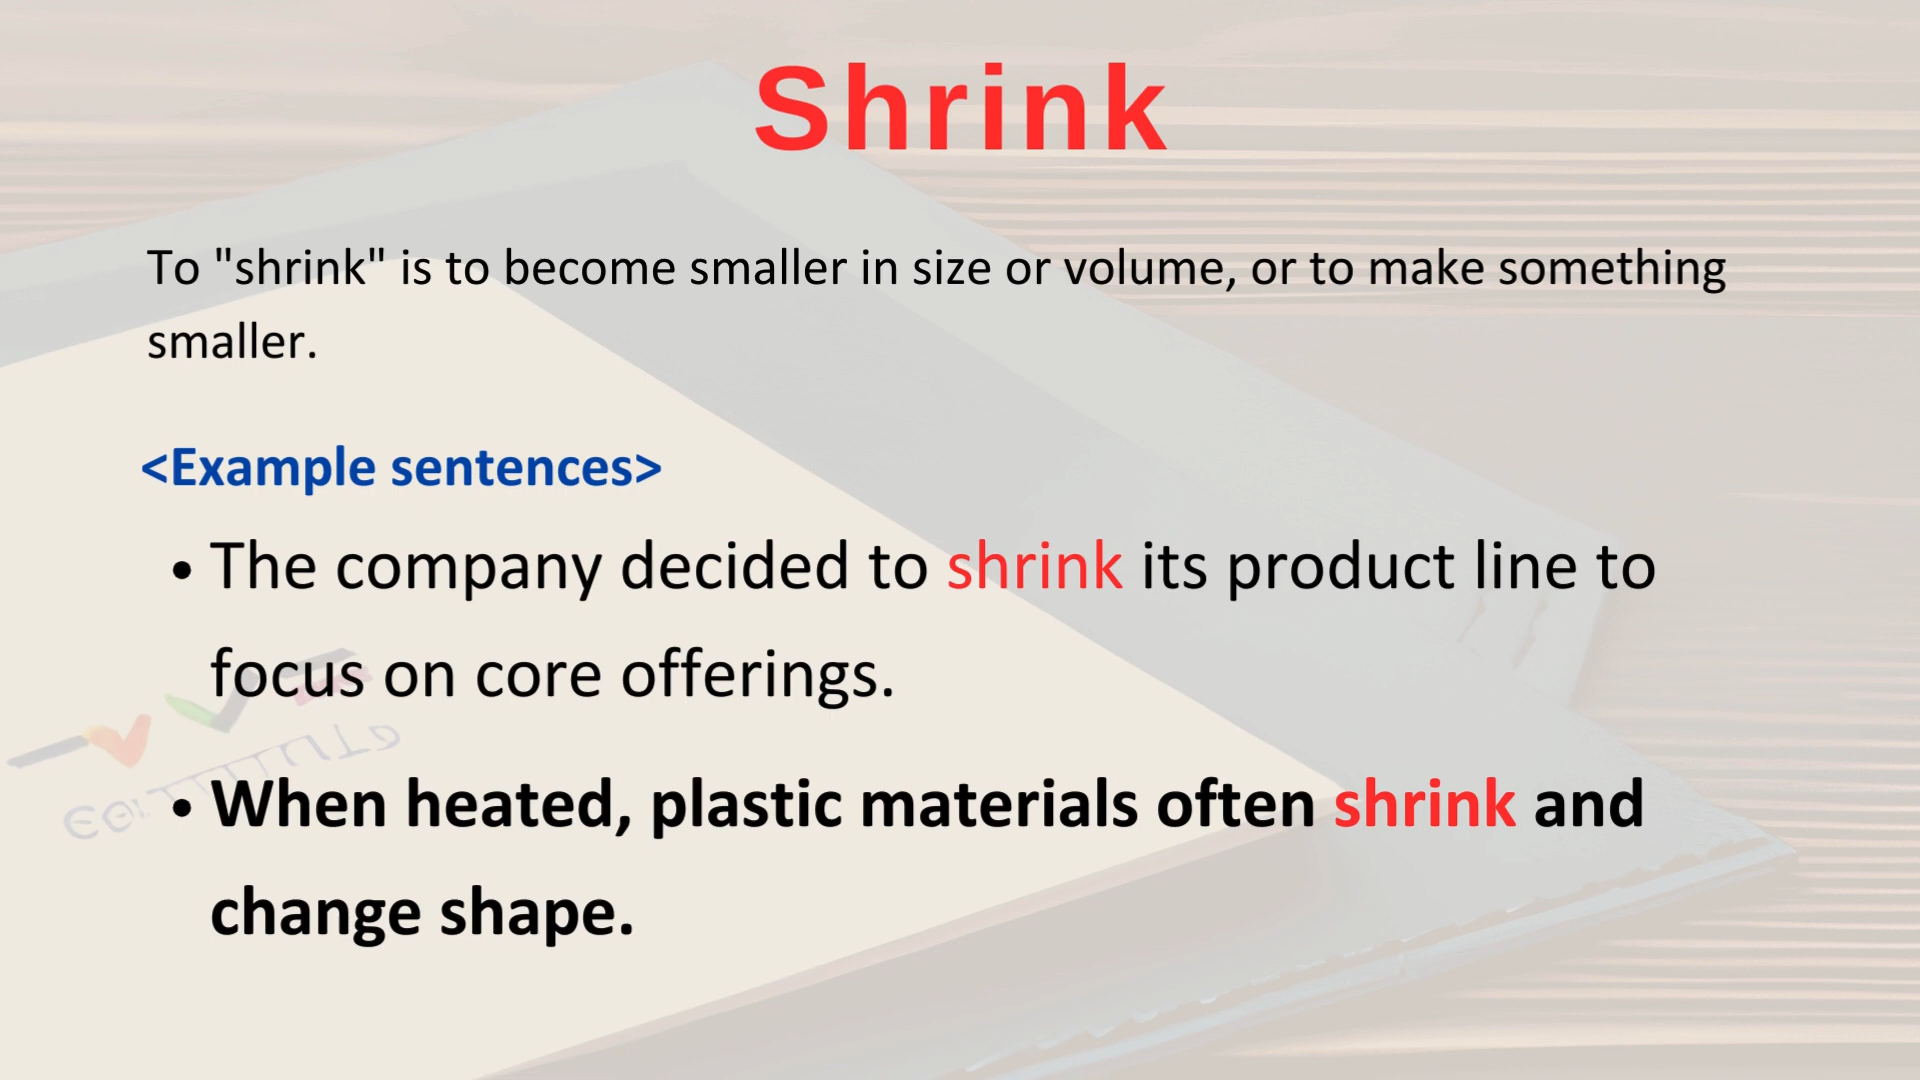 Shrink
To "shrink" is to become smaller in size or volume, or to make something
smaller.
<Example sentences>
• The company decided to shrink its product line to
focus on core offerings.
• When heated, plastic materials often shrink and
change shape.